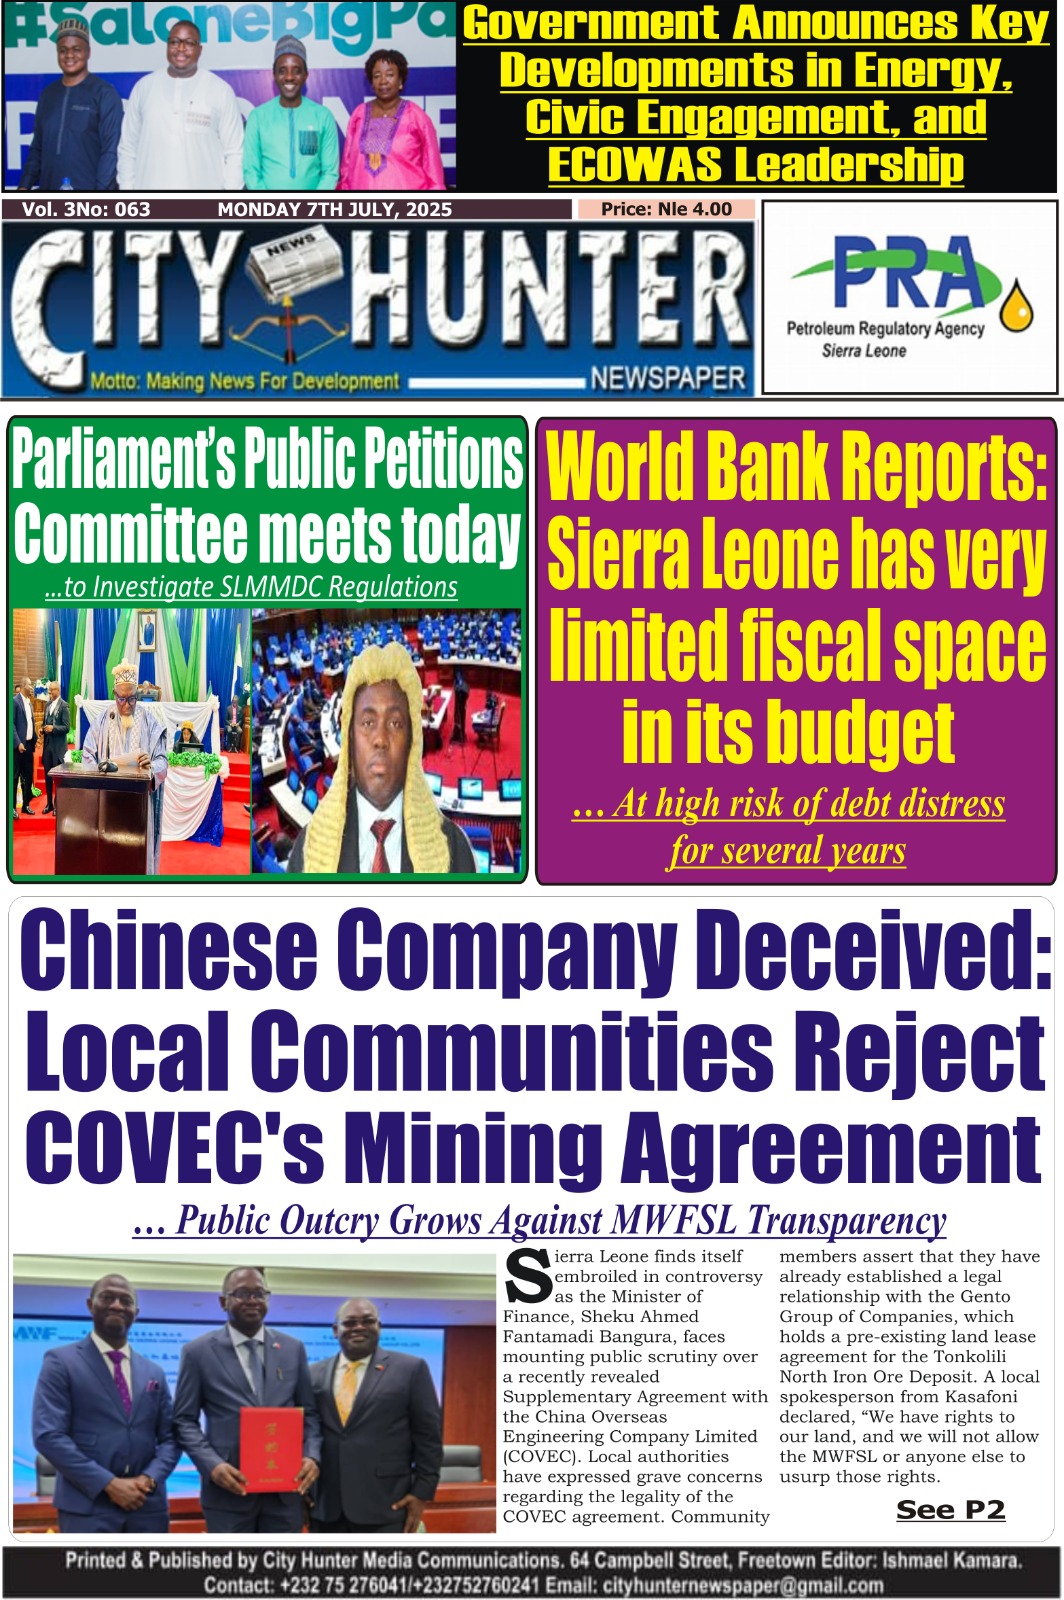 #SaloneBigPa
Government Announces Key
Developments in Energy,
Civic Engagement, and
ECOWAS Leadership
Vol. 3No: 063 MONDAY 7TH JULY, 2025 Price: Nle 4.00
CITY HUNTER
NEWS
Motto: Making News For Development
NEWSPAPER
PRA
Petroleum Regulatory Agency
Sierra Leone
Parliament's Public Petitions
Committee meets today
...to Investigate SLMMDC Regulations
World Bank Reports:
Sierra Leone has very
limited fiscal space
in its budget
... At high risk of debt distress
for several years
Chinese Company Deceived:
Local Communities Reject
COVEC's Mining Agreement
... Public Outcry Grows Against MWFSL Transparency
MWF
Sierra Leone finds itself
embroiled in controversy
as the Minister of
Finance, Sheku Ahmed
Fantamadi Bangura, faces
mounting public scrutiny over
a recently revealed
Supplementary Agreement with
the China Overseas
Engineering Company Limited
(COVEC). Local authorities
have expressed grave concerns
regarding the legality of the
COVEC agreement. Community
members assert that they have
already established a legal
relationship with the Gento
Group of Companies, which
holds a pre-existing land lease
agreement for the Tonkolili
North Iron Ore Deposit. A local
spokesperson from Kasafoni
declared, “We have rights to
our land, and we will not allow
the MWFSL or anyone else to
usurp those rights.
See P2
Printed & Published by City Hunter Media Communications. 64 Campbell Street, Freetown Editor: Ishmael Kamara.
Contact: +232 75 276041/+232752760241 Email: cityhunternewspaper@gmail.com